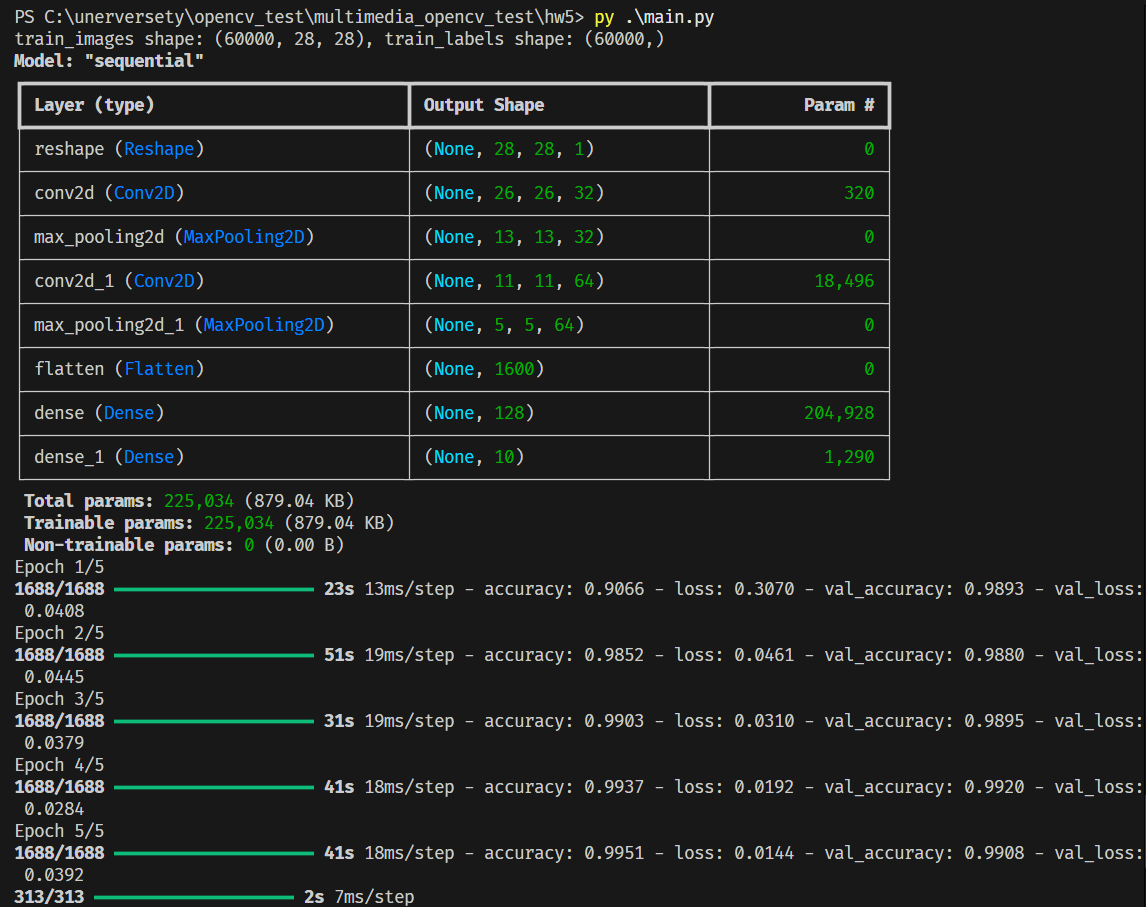 PS C:\unerversety\opencv_test\multimedia_opencv_test\hw5> py .\main.py
train_images shape: (60000, 28, 28), train_labels shape: (60000,)
Model: "sequential"
Layer (type) Output Shape Param #
reshape (Reshape) (None, 28, 28, 1) 0
conv2d (Conv2D) (None, 26, 26, 32) 320
max_pooling2d (MaxPooling2D) (None, 13, 13, 32) 0
conv2d_1 (Conv2D) (None, 11, 11, 64) 18,496
max_pooling2d_1 (MaxPooling2D) (None, 5, 5, 64) 0
flatten (Flatten) (None, 1600) 0
dense (Dense) (None, 128) 204,928
dense_1 (Dense) (None, 10) 1,290
Total params: 225,034 (879.04 KB)
Trainable params: 225,034 (879.04 KB)
Non-trainable params: 0 (0.00 B)
Epoch 1/5
1688/1688 23s 13ms/step - accuracy: 0.9066 - loss: 0.3070 - val_accuracy: 0.9893 - val_loss:
0.0408
Epoch 2/5
1688/1688 51s 19ms/step - accuracy: 0.9852 - loss: 0.0461 - val_accuracy: 0.9880 - val_loss:
0.0445
Epoch 3/5
1688/1688 31s 19ms/step - accuracy: 0.9903 - loss: 0.0310 - val_accuracy: 0.9895 - val_loss:
0.0379
Epoch 4/5
1688/1688 41s 18ms/step - accuracy: 0.9937 - loss: 0.0192 - val_accuracy: 0.9920 - val_loss:
0.0284
Epoch 5/5
1688/1688 41s 18ms/step - accuracy: 0.9951 - loss: 0.0144 - val_accuracy: 0.9908 - val_loss:
0.0392
313/313 2s 7ms/step